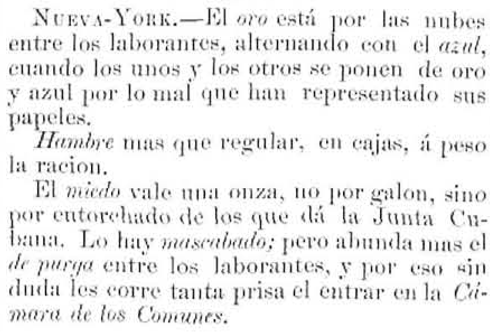 NUEVA-YORK.—El oro está por las nubes
entre los laborantes, alternando con el azul,
cuando los unos y los otros se ponen de oro
y azul por lo mal que han representado sus
papeles.
Hambre mas que regular, en cajas, á peso
la racion.
El miedo vale una onza, no por galon, sino
por entorchado de los que dá la Junta Cu-
bana. Lo hay mascabado; pero abunda mas el
de purga entre los laborantes, y por eso sin
duda les corre tanta prisa el entrar en la Cá-
mara de los Comunes.